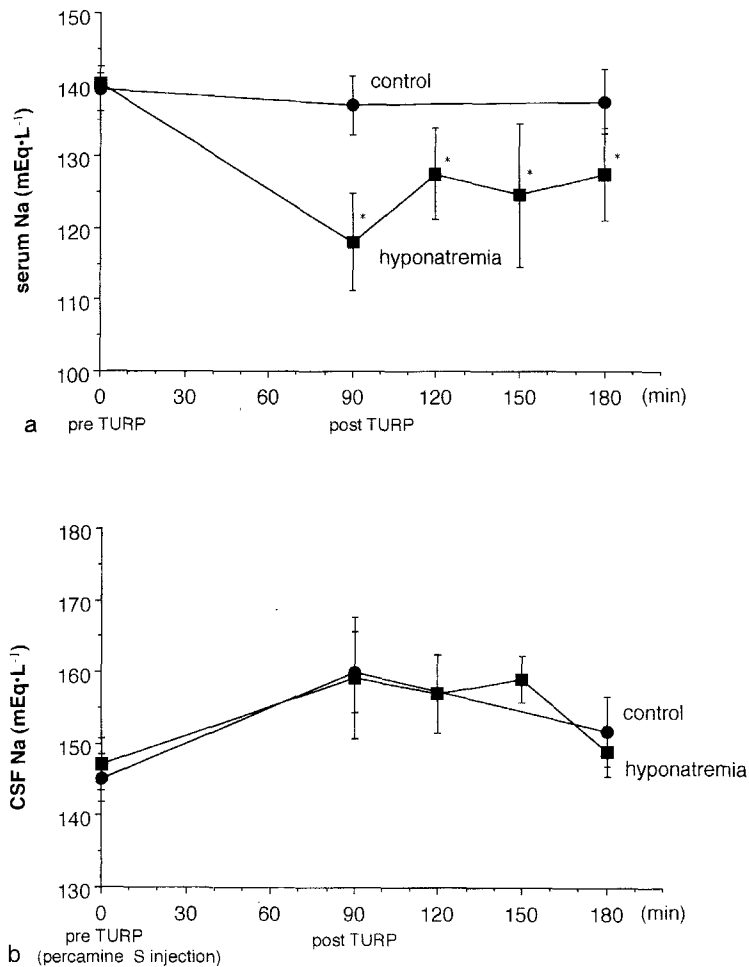 150
140
130
120
110
100
serum Na (mEq·L⁻¹)
control
hyponatremia
*
*
*
*
0
30
60
90
120
150
180
(min)
a
pre TURP
post TURP
180
170
160
150
140
130
CSF Na (mEq·L⁻¹)
control
hyponatremia
0
30
60
90
120
150
180
(min)
pre TURP
post TURP
b (percamine S injection)